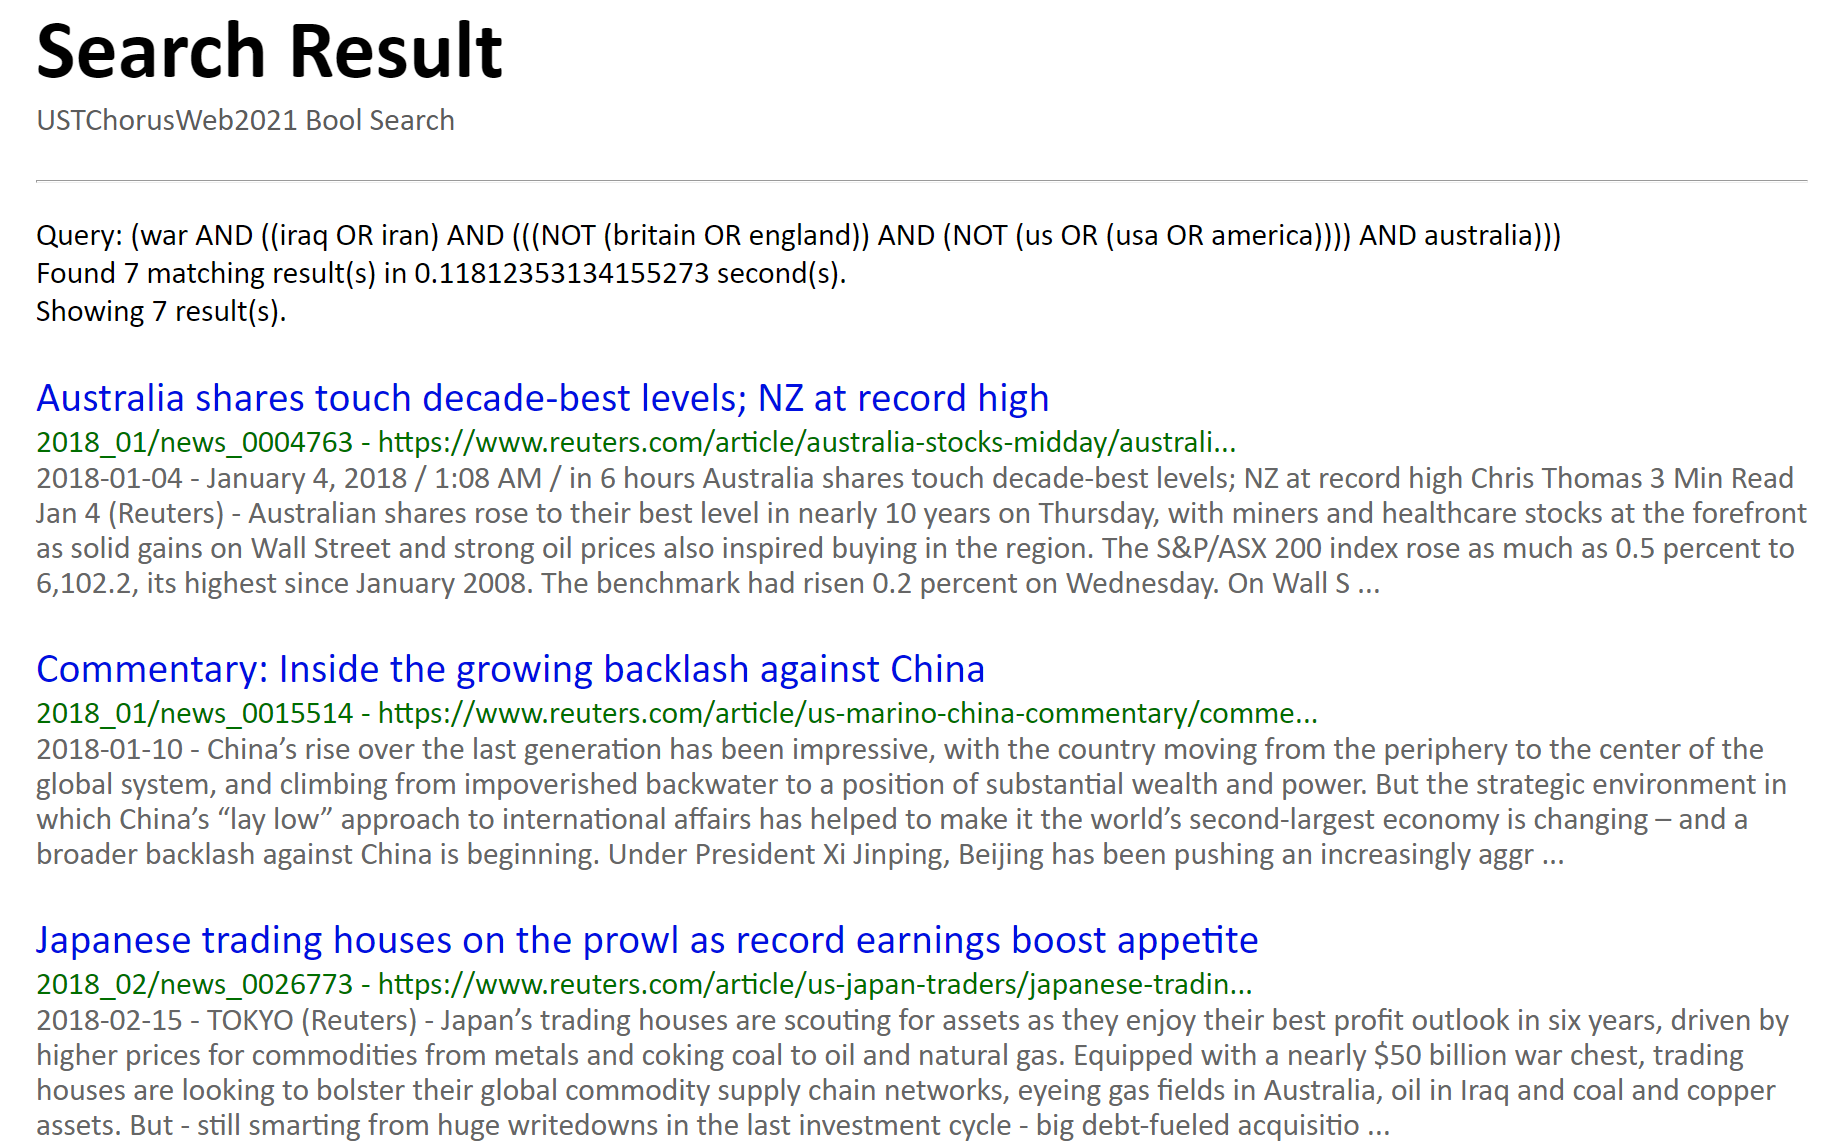 Search Result
USTChorusWeb2021 Bool Search
Query: (war AND ((iraq OR iran) AND (((NOT (britain OR england)) AND (NOT (us OR (usa OR america)))) AND australia)))
Found 7 matching result(s) in 0.11812353134155273 second(s).
Showing 7 result(s).
Australia shares touch decade-best levels; NZ at record high
2018_01/news_0004763 - https://www.reuters.com/article/australia-stocks-midday/australi...
2018-01-04 - January 4, 2018 / 1:08 AM / in 6 hours Australia shares touch decade-best levels; NZ at record high Chris Thomas 3 Min Read
Jan 4 (Reuters) - Australian shares rose to their best level in nearly 10 years on Thursday, with miners and healthcare stocks at the forefront
as solid gains on Wall Street and strong oil prices also inspired buying in the region. The S&P/ASX 200 index rose as much as 0.5 percent to
6,102.2, its highest since January 2008. The benchmark had risen 0.2 percent on Wednesday. On Wall S ...
Commentary: Inside the growing backlash against China
2018_01/news_0015514 - https://www.reuters.com/article/us-marino-china-commentary/comme...
2018-01-10 - China’s rise over the last generation has been impressive, with the country moving from the periphery to the center of the
global system, and climbing from impoverished backwater to a position of substantial wealth and power. But the strategic environment in
which China’s “lay low” approach to international affairs has helped to make it the world’s second-largest economy is changing – and a
broader backlash against China is beginning. Under President Xi Jinping, Beijing has been pushing an increasingly aggr ...
Japanese trading houses on the prowl as record earnings boost appetite
2018_02/news_0026773 - https://www.reuters.com/article/us-japan-traders/japanese-tradin...
2018-02-15 - TOKYO (Reuters) - Japan’s trading houses are scouting for assets as they enjoy their best profit outlook in six years, driven by
higher prices for commodities from metals and coking coal to oil and natural gas. Equipped with a nearly $50 billion war chest, trading
houses are looking to bolster their global commodity supply chain networks, eyeing gas fields in Australia, oil in Iraq and coal and copper
assets. But - still smarting from huge writedowns in the last investment cycle - big debt-fueled acquisitio ...